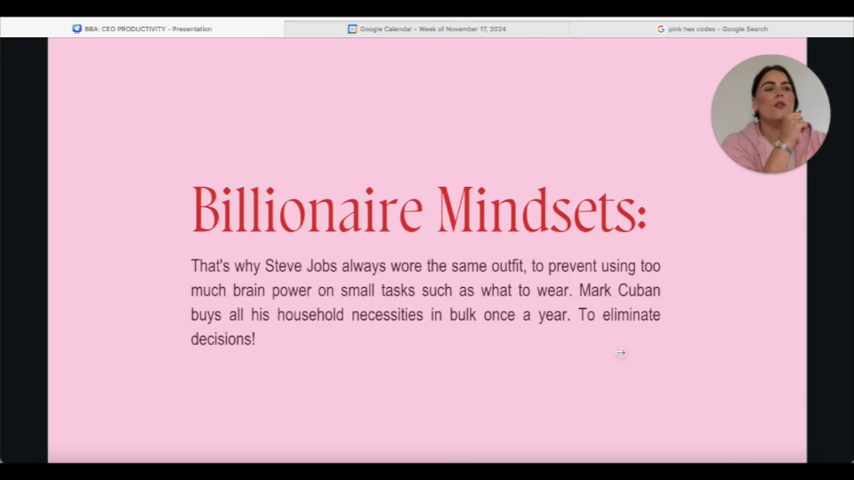 BBA: CEO PRODUCTIVITY - Presentation
Google Calendar - Week of November 17, 2024
pink hex codes - Google Search
Billionaire Mindsets:
That's why Steve Jobs always wore the same outfit, to prevent using too
much brain power on small tasks such as what to wear. Mark Cuban
buys all his household necessities in bulk once a year. To eliminate
decisions!